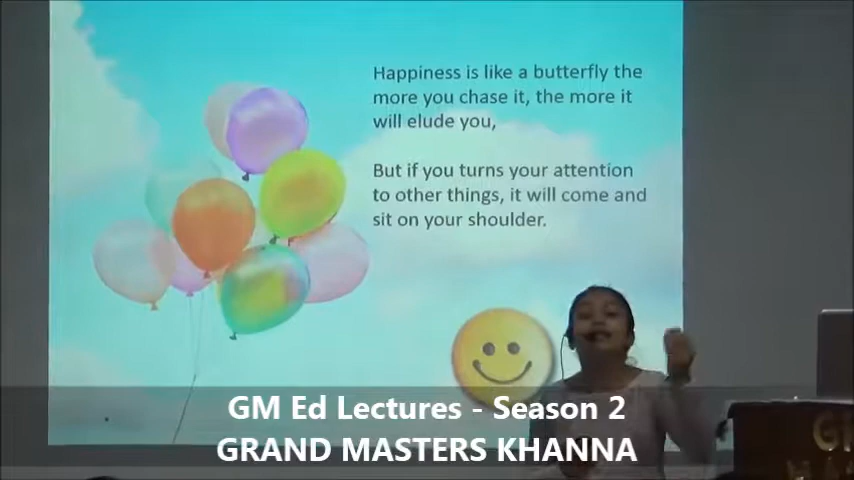 Happiness is like a butterfly the
more you chase it, the more it
will elude you,
But if you turns your attention
to other things, it will come and
sit on your shoulder.
GM Ed Lectures - Season 2
GRAND MASTERS KHANNA